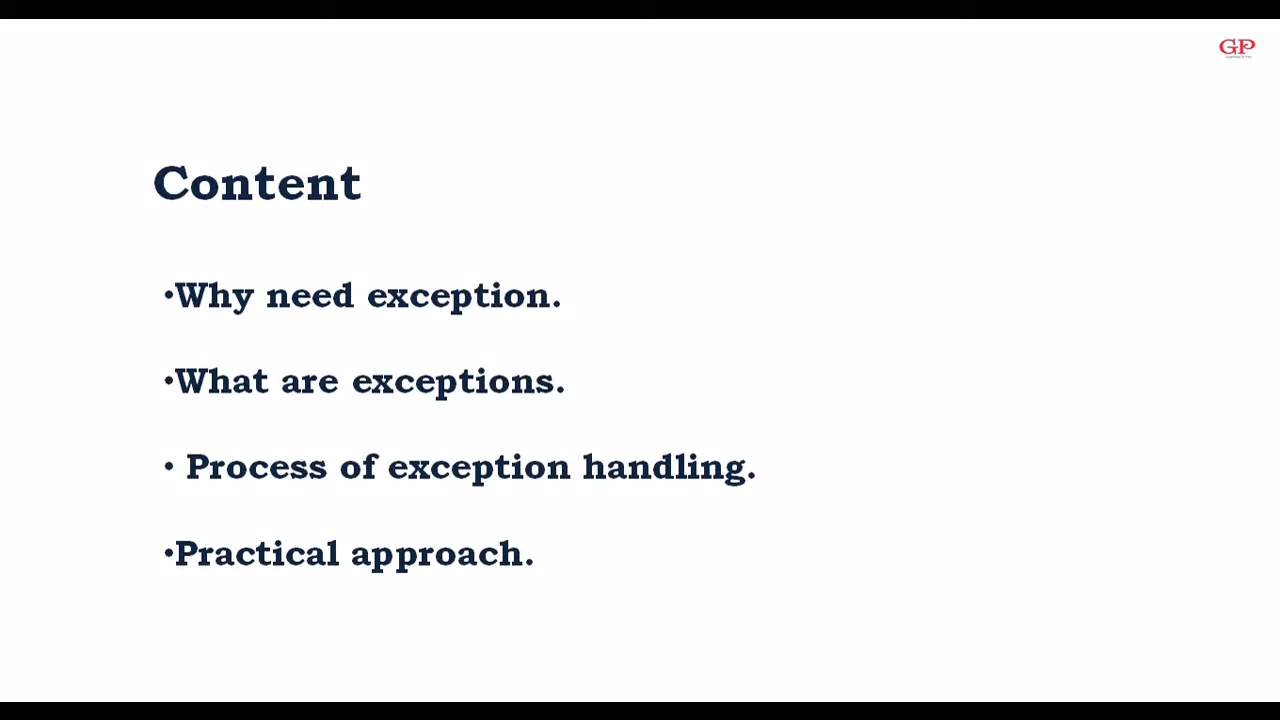 GP
Content
•Why need exception.
•What are exceptions.
• Process of exception handling.
•Practical approach.